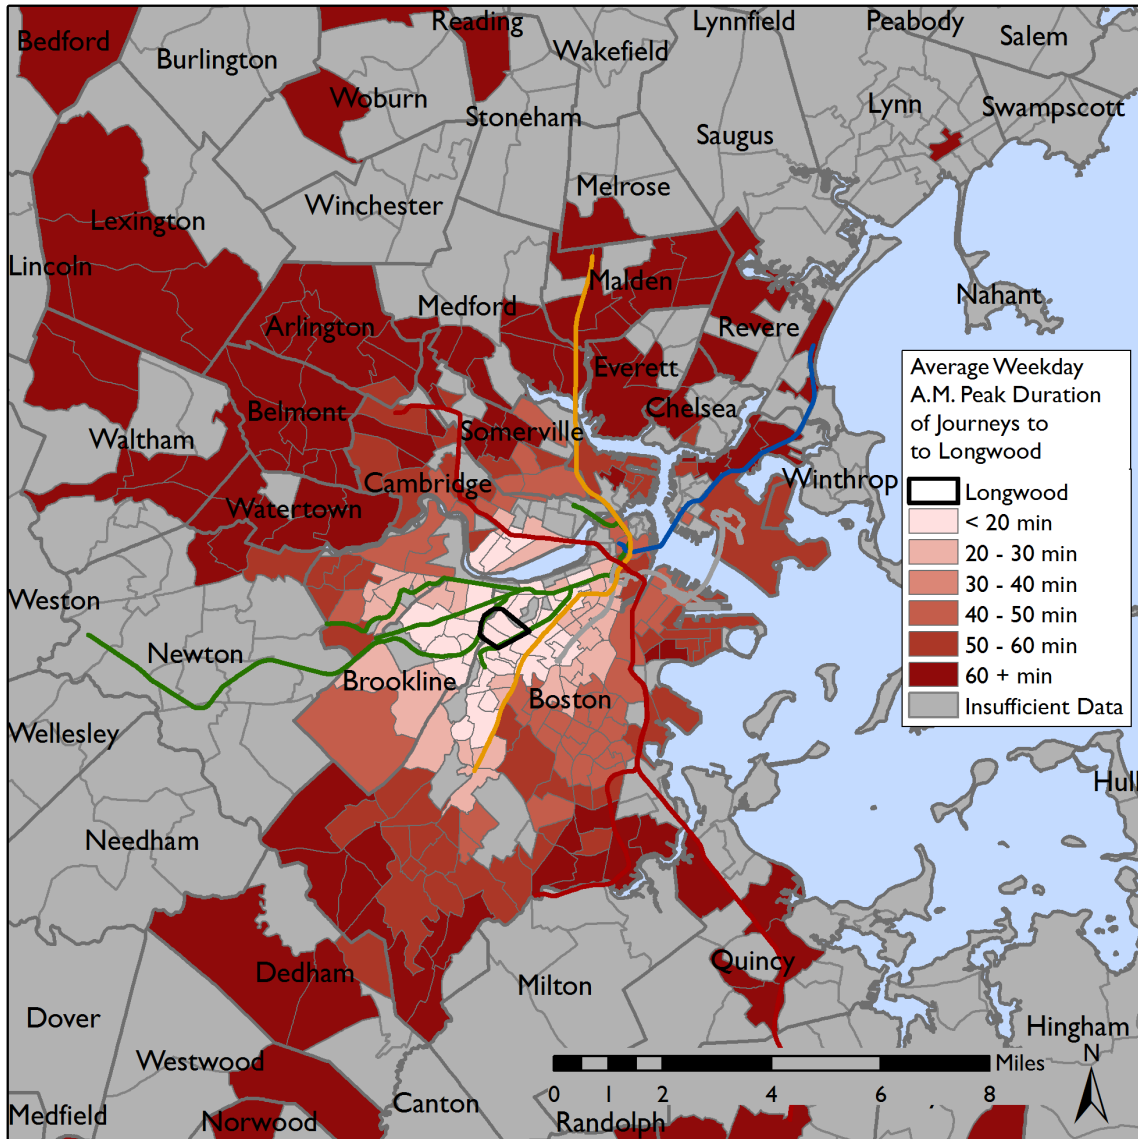 Reading
Lynnfield
Peabody
Salem
Bedford
Burlington
Wakefield
Woburn
Stoneham
Lynn
Swampscott
Saugus
Melrose
Winchester
Lexington
Lincoln
Malden
Nahant
Medford
Arlington
Revere
Everett
Chelsea
Belmont
Somerville
Waltham
Cambridge
Winthrop
Watertown
Average Weekday
A.M. Peak Duration
of Journeys to
to Longwood
Longwood
< 20 min
20 - 30 min
30 - 40 min
40 - 50 min
50 - 60 min
60 + min
Insufficient Data
Weston
Newton
Brookline
Boston
Wellesley
Hull
Needham
Quincy
Dedham
Milton
Dover
Hingham
Westwood
Miles
N
0 1 2 4 6 8
Medfield
Norwood
Canton
Randolph